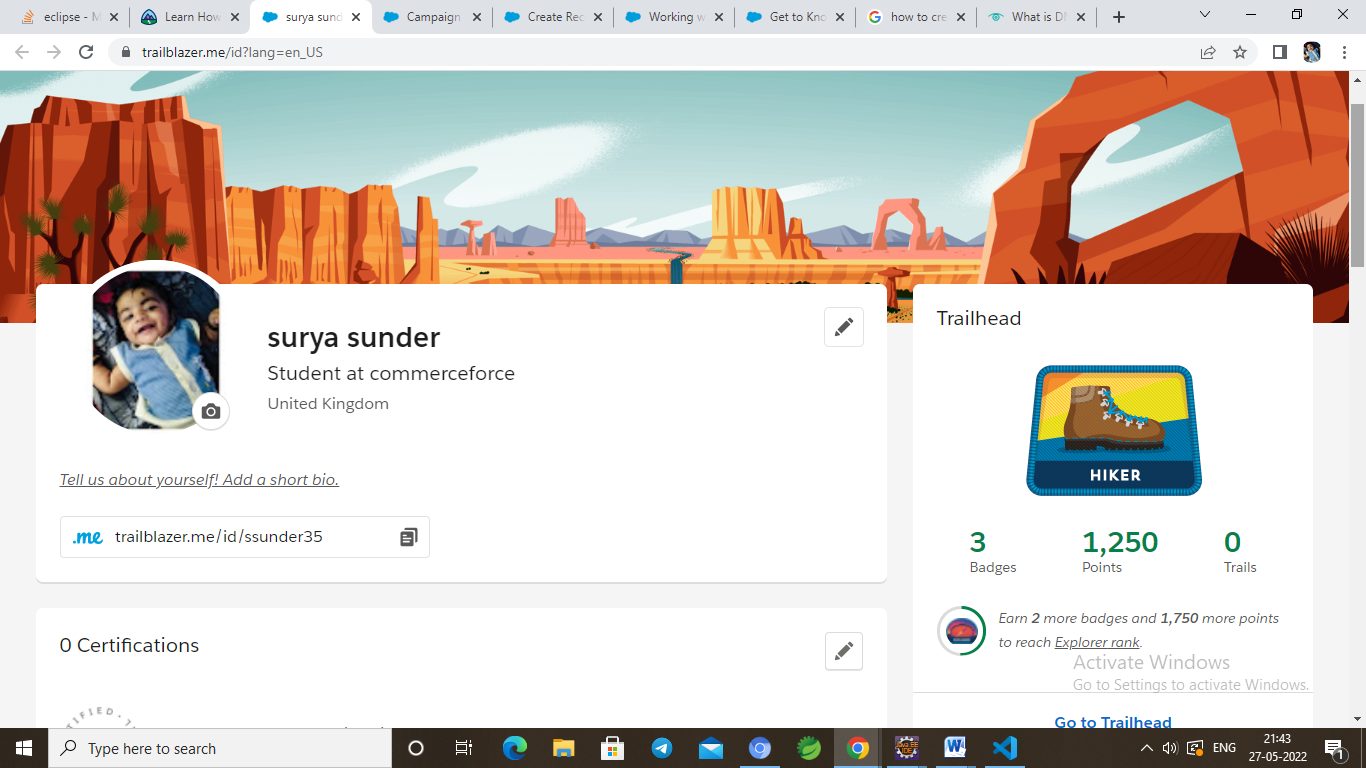 eclipse - M
Learn How
surya sund
Campaign
Create Rec
Working w
Get to Kno
how to cre
What is
trailblazer.me/id?lang=en_US
surya sunder
Student at commerceforce
United Kingdom
Tell us about yourself! Add a short bio.
.me trailblazer.me/id/ssunder35
0 Certifications
TIFIED
Trailhead
HIKER
3 1,250 0
Badges Points Trails
Earn 2 more badges and 1,750 more points
to reach Explorer rank.
Activate Windows
Go to Settings to activate Windows.
Go to Trailhead
Type here to search
ENG
21:43
27-05-2022
1